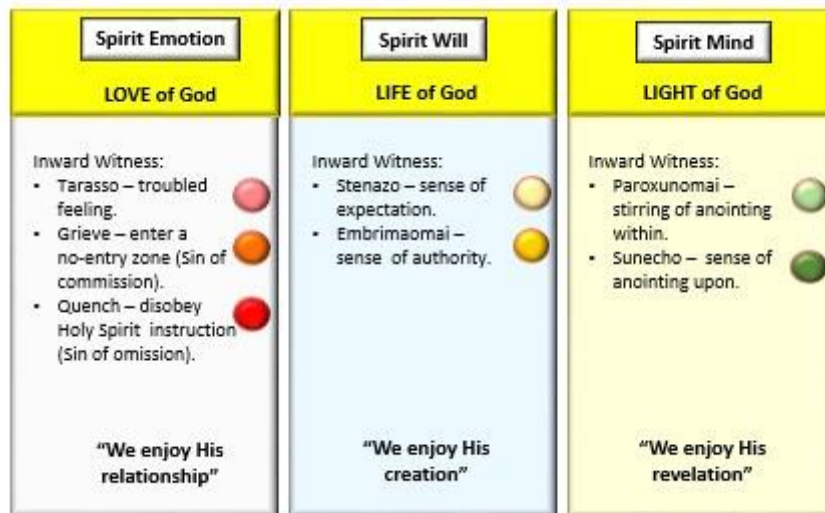 Spirit Emotion
LOVE of God
Inward Witness:
• Tarasso – troubled
feeling.
• Grieve – enter a
no-entry zone (Sin of
commission).
• Quench – disobey
Holy Spirit instruction
(Sin of omission).
“We enjoy His
relationship”
Spirit Will
LIFE of God
Inward Witness:
• Stenazo – sense of
expectation.
• Embrimaomai –
sense of authority.
“We enjoy His
creation”
Spirit Mind
LIGHT of God
Inward Witness:
• Paroxunomai –
stirring of anointing
within.
• Sunecho – sense of
anointing upon.
“We enjoy His
revelation”